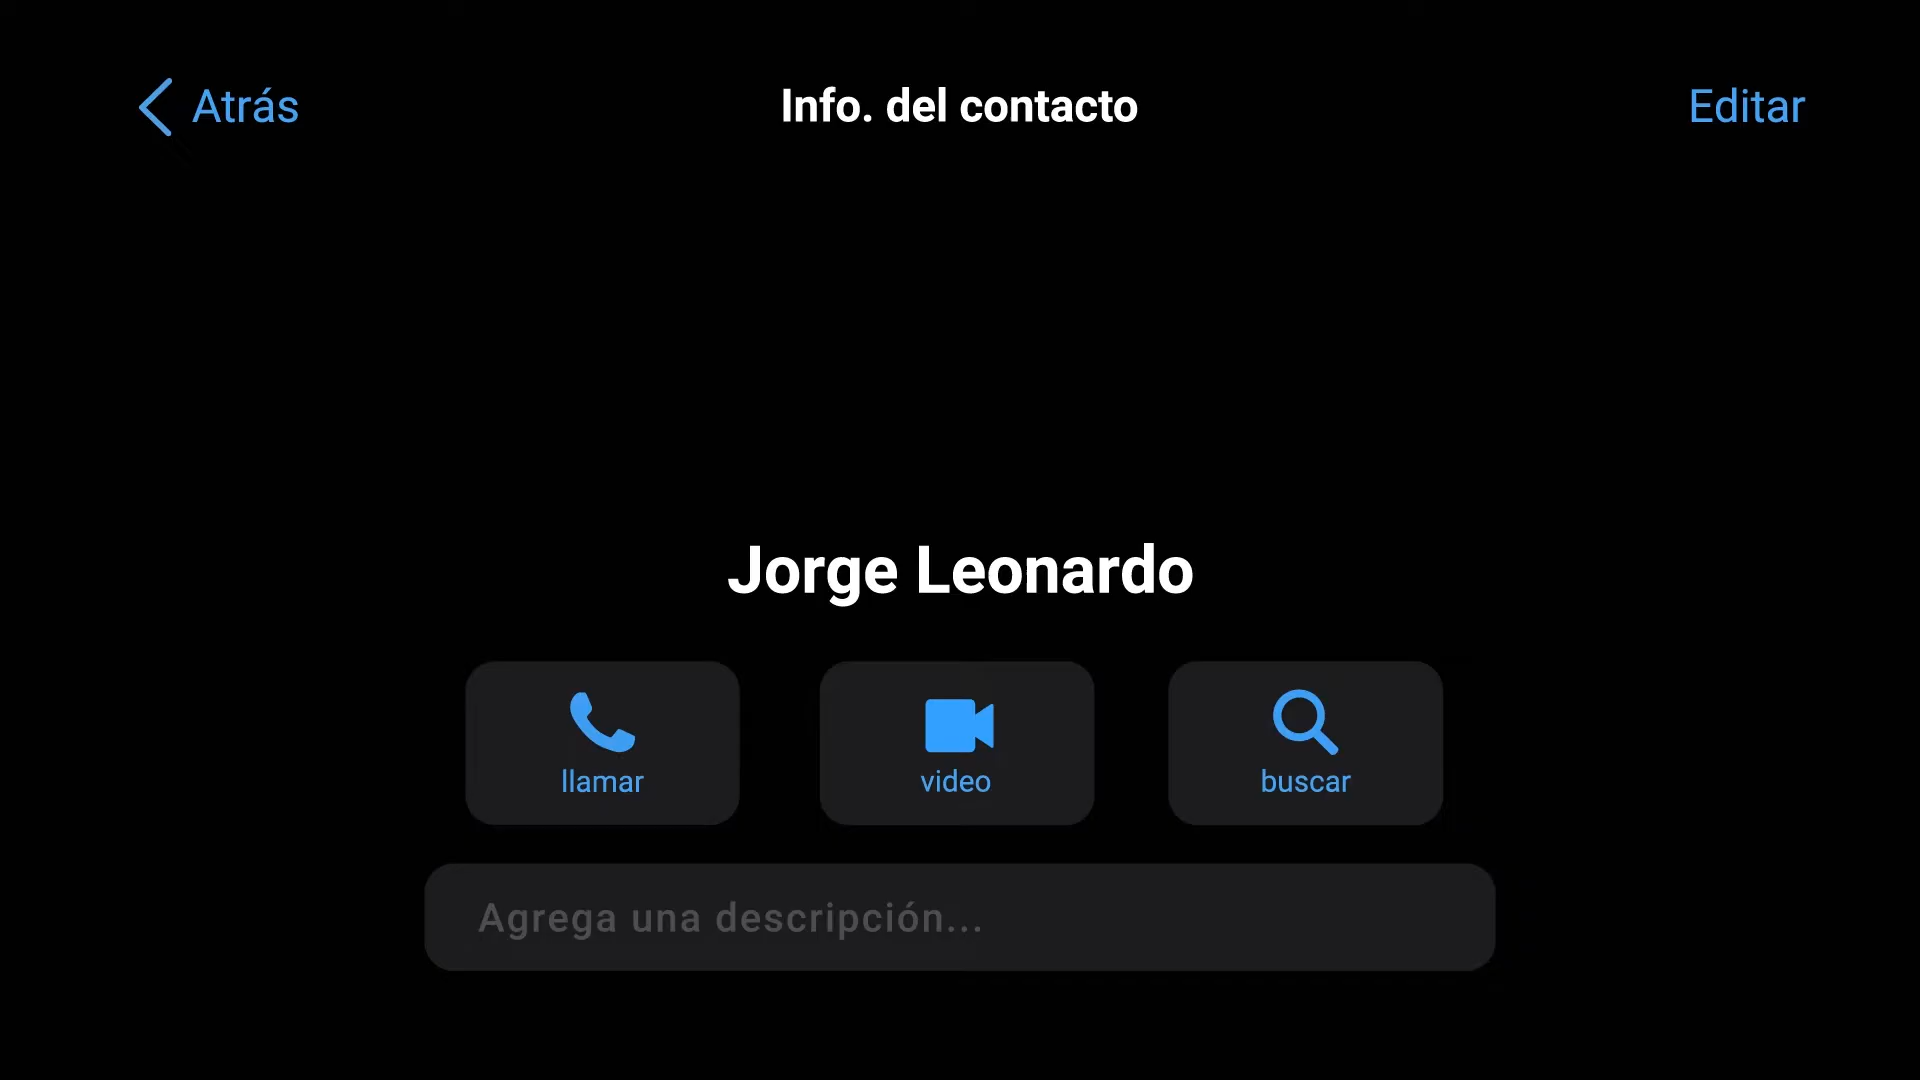 Atrás
Info. del contacto
Editar
Jorge Leonardo
llamar
video
buscar
Agrega una descripción...